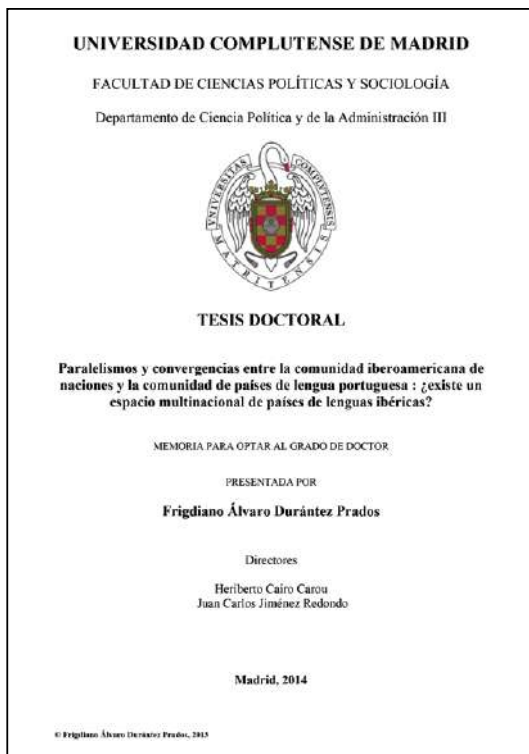 UNIVERSIDAD COMPLUTENSE DE MADRID
FACULTAD DE CIENCIAS POLÍTICAS Y SOCIOLOGÍA
Departamento de Ciencia Política y de la Administración III
UNIVERSITAS COMPLUTENSIS
MATRITENSIS
TESIS DOCTORAL
Paralelismos y convergencias entre la comunidad iberoamericana de
naciones y la comunidad de países de lengua portuguesa : ¿existe un
espacio multinacional de países de lenguas ibéricas?
MEMORIA PARA OPTAR AL GRADO DE DOCTOR
PRESENTADA POR
Frigdiano Álvaro Durántez Prados
Directores
Heriberto Cairo Carou
Juan Carlos Jiménez Redondo
Madrid, 2014
© Frigdiano Álvaro Durántez Prados, 2013